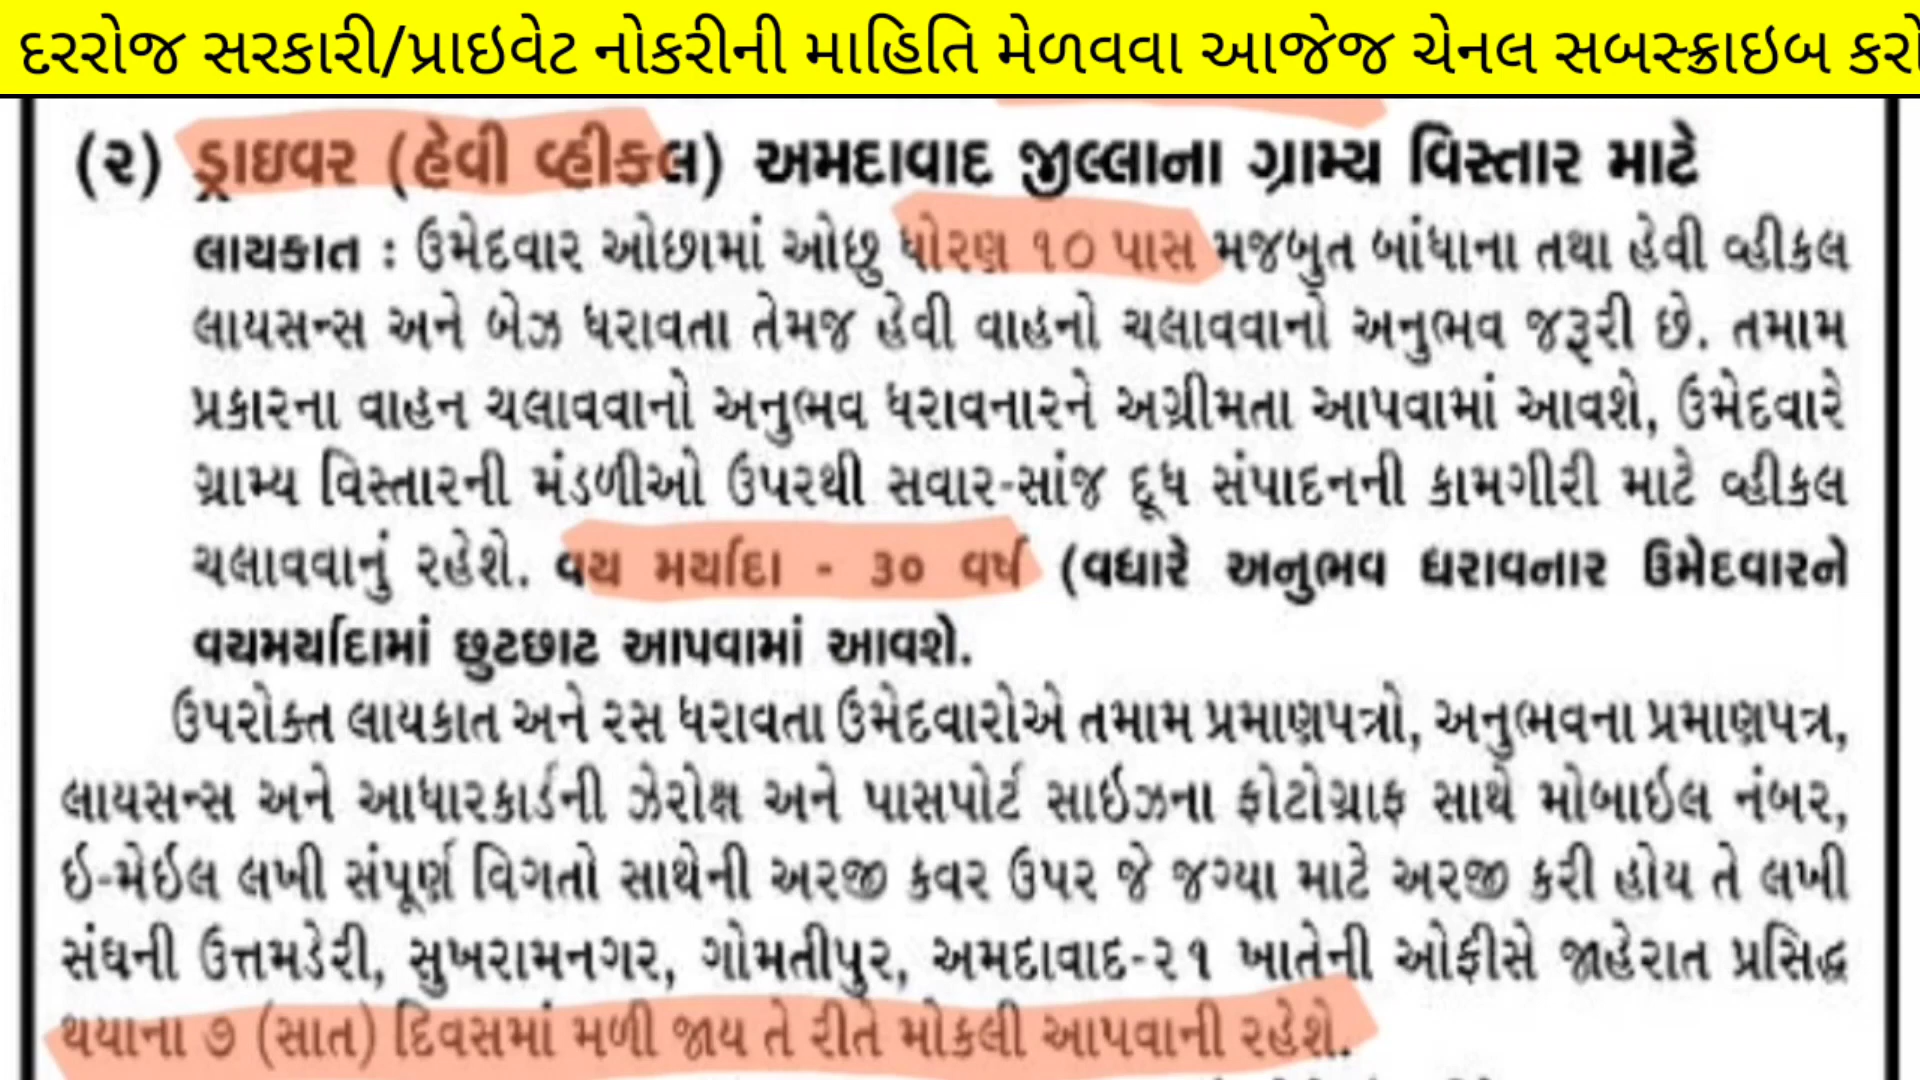 દરરોજ સરકારી/પ્રાઇવેટ નોકરીની માહિતિ મેળવવા આજેજ ચેનલ સબસ્ક્રાઇબ કરો
(૨) ડ્રાઇવર (હેવી વ્હીકલ) અમદાવાદ જીલ્લાના ગ્રામ્ય વિસ્તાર માટે
લાયકાત : ઉમેદવાર ઓછામાં ઓછુ ધોરણ ૧૦ પાસ મજબુત બાંધાના તથા હેવી વ્હીકલ
લાયસન્સ અને બેઝ ધરાવતા તેમજ હેવી વાહનો ચલાવવાનો અનુભવ જરૂરી છે. તમામ
પ્રકારના વાહન ચલાવવાનો અનુભવ ધરાવનારને અગ્રીમતા આપવામાં આવશે, ઉમેદવારે
ગ્રામ્ય વિસ્તારની મંડળીઓ ઉપરથી સવાર-સાંજ દૂધ સંપાદનની કામગીરી માટે વ્હીકલ
ચલાવવાનું રહેશે. વય મર્યાદા - ૩૦ વર્ષ (વધારે અનુભવ ધરાવનાર ઉમેદવારને
વયમર્યાદામાં છુટછાટ આપવામાં આવશે.
ઉપરોક્ત લાયકાત અને રસ ધરાવતા ઉમેદવારોએ તમામ પ્રમાણપત્રો, અનુભવના પ્રમાણપત્ર,
લાયસન્સ અને આધારકાર્ડની ઝેરોક્ષ અને પાસપોર્ટ સાઇઝના ફોટોગ્રાફ સાથે મોબાઇલ નંબર,
ઇ-મેઇલ લખી સંપૂર્ણ વિગતો સાથેની અરજી કવર ઉપર જે જગ્યા માટે અરજી કરી હોય તે લખી
સંઘની ઉત્તમડેરી, સુખરામનગર, ગોમતીપુર, અમદાવાદ-૨૧ ખાતેની ઓફીસે જાહેરાત પ્રસિદ્ધ
થયાના ૭ (સાત) દિવસમાં મળી જાય તે રીતે મોકલી આપવાની રહેશે.